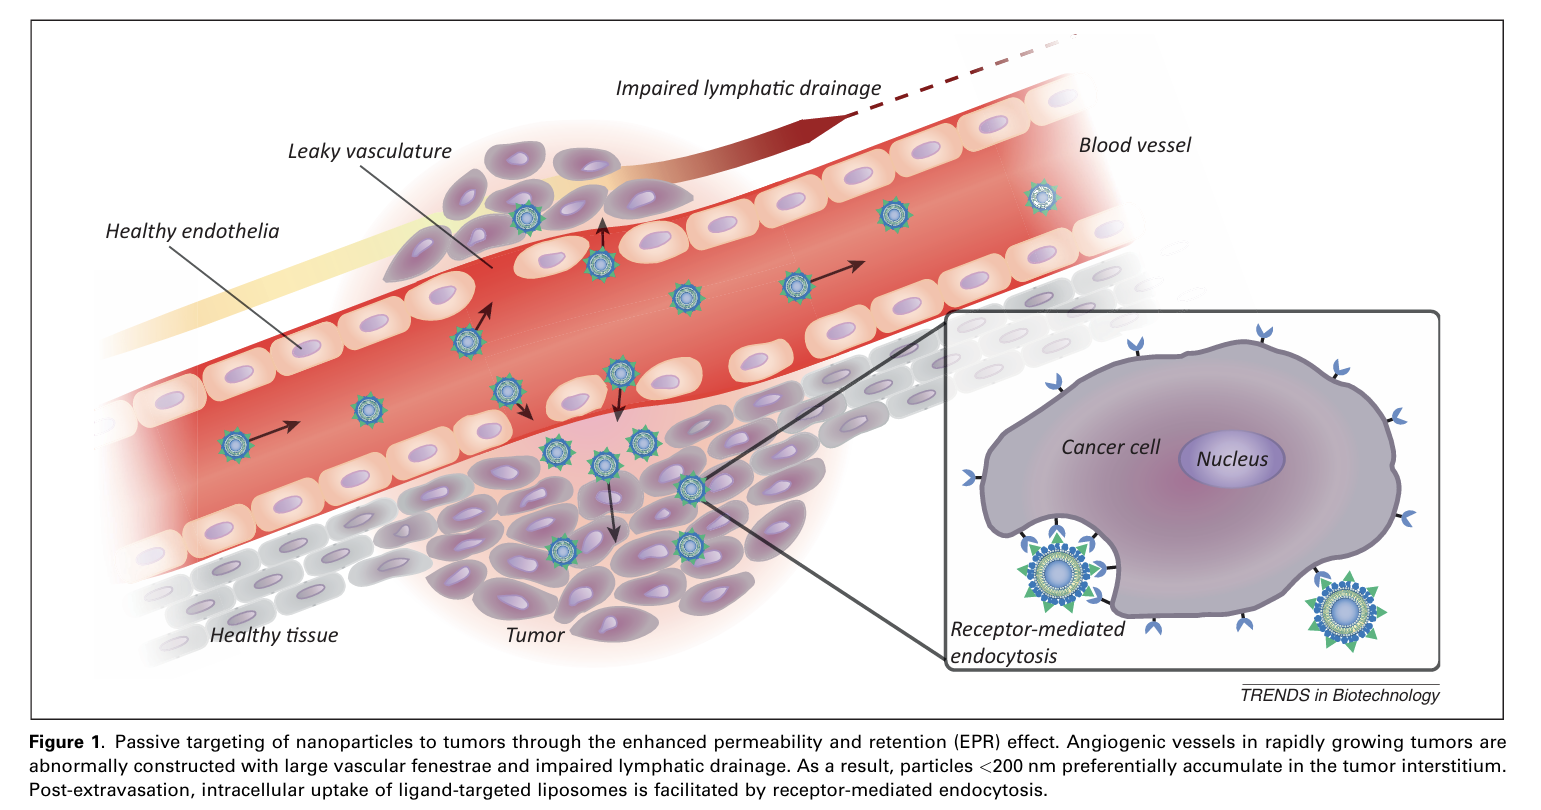 Impaired lymphatic drainage
Leaky vasculature
Blood vessel
Healthy endothelia
Cancer cell
Nucleus
Healthy tissue
Tumor
Receptor-mediated
endocytosis
TRENDS in Biotechnology
Figure 1. Passive targeting of nanoparticles to tumors through the enhanced permeability and retention (EPR) effect. Angiogenic vessels in rapidly growing tumors are
abnormally constructed with large vascular fenestrae and impaired lymphatic drainage. As a result, particles <200 nm preferentially accumulate in the tumor interstitium.
Post-extravasation, intracellular uptake of ligand-targeted liposomes is facilitated by receptor-mediated endocytosis.